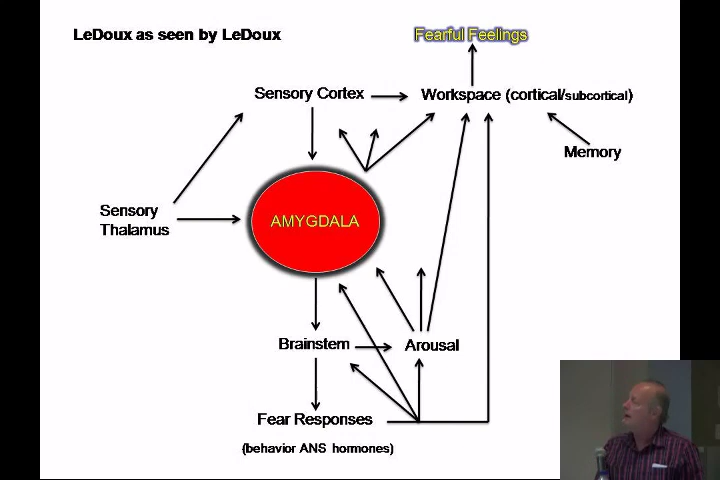 LeDoux as seen by LeDoux
Fearful Feelings
Sensory Cortex
Workspace (cortical/subcortical)
Memory
Sensory
Thalamus
AMYGDALA
Brainstem
Arousal
Fear Responses
(behavior ANS hormones)